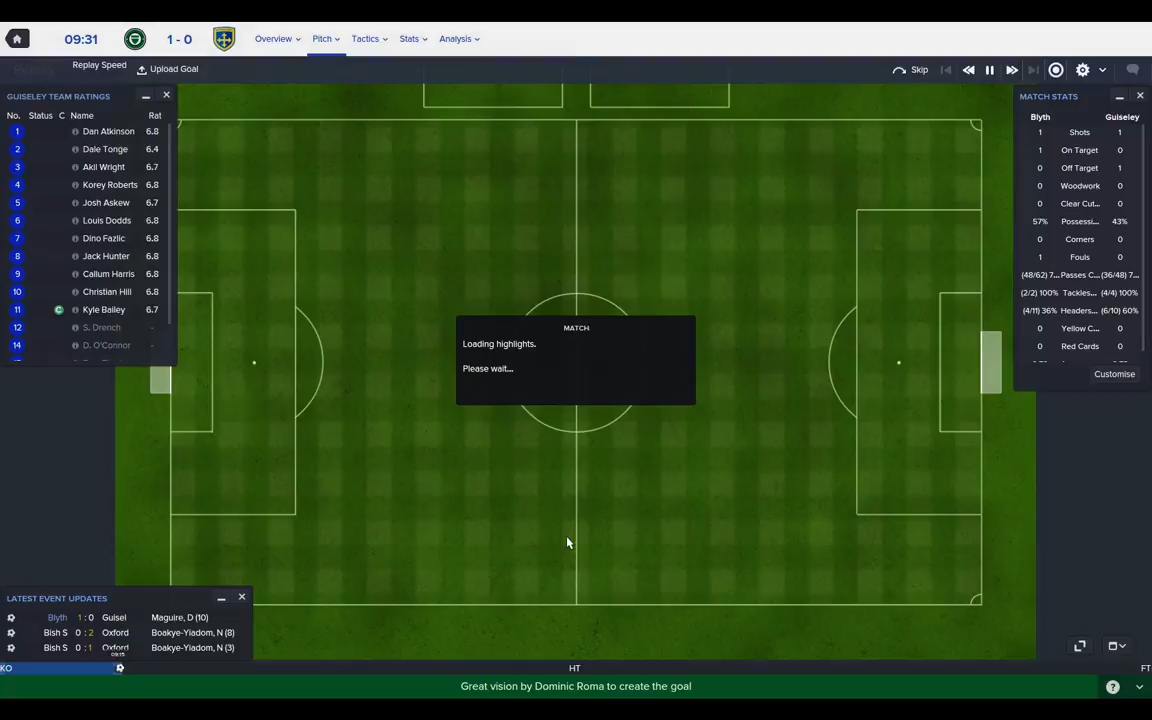 09:31 1 - 0 Overview Pitch Tactics Stats Analysis
Replay Speed Upload Goal Skip
GUISELEY TEAM RATINGS
No. Status C Name Rat
1 Dan Atkinson 6.8
2 Dale Tonge 6.4
3 Akil Wright 6.7
4 Korey Roberts 6.8
5 Josh Askew 6.7
6 Louis Dodds 6.8
7 Dino Fazlic 6.8
8 Jack Hunter 6.8
9 Callum Harris 6.8
10 Christian Hill 6.8
11 C Kyle Bailey 6.7
12 S. Drench -
14 D. O'Connor -
MATCH STATS
Blyth Guiseley
1 Shots 1
1 On Target 0
0 Off Target 1
0 Woodwork 0
0 Clear Cut... 0
57% Possessi... 43%
0 Corners 0
1 Fouls 0
(48/62) 7... Passes C... (36/48) 7...
(2/2) 100% Tackles... (4/4) 100%
(4/11) 36% Headers... (6/10) 60%
0 Yellow C... 0
0 Red Cards 0
Customise
MATCH
Loading highlights.
Please wait...
LATEST EVENT UPDATES
Blyth 1 : 0 Guisel Maguire, D (10)
Bish S 0 : 2 Oxford Boakye-Yiadom, N (8)
Bish S 0 : 1 Oxford Boakye-Yiadom, N (3)
09:15
KO HT FT
Great vision by Dominic Roma to create the goal